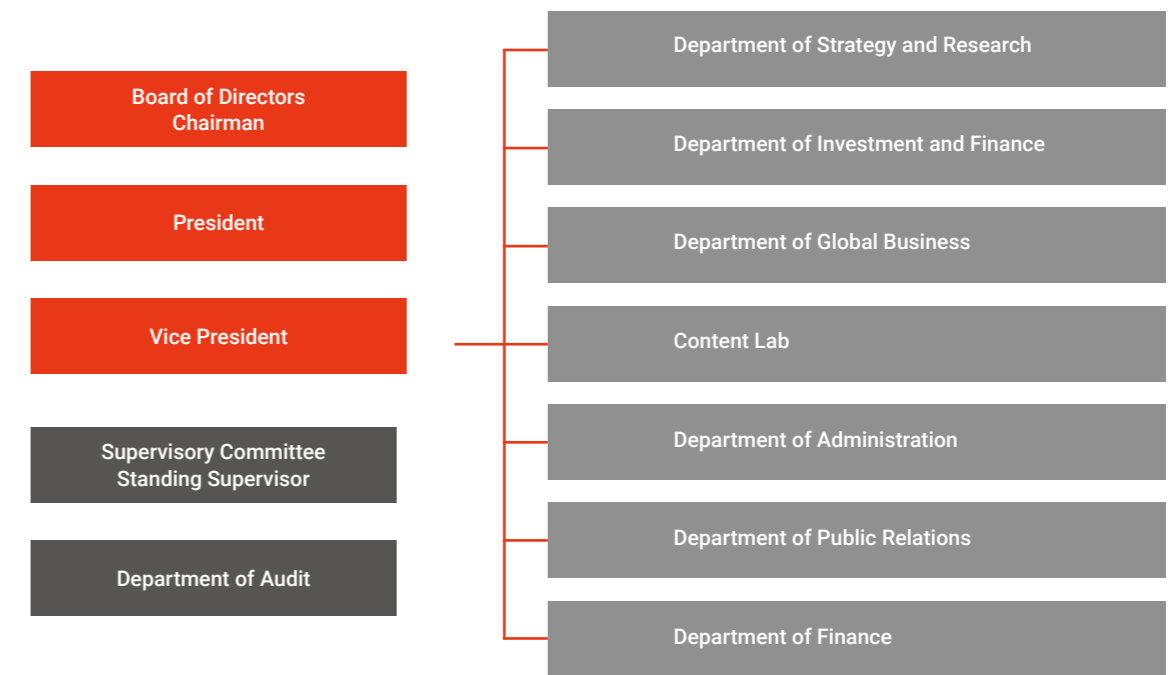 Board of Directors
Chairman
President
Vice President
Supervisory Committee
Standing Supervisor
Department of Audit
Department of Strategy and Research
Department of Investment and Finance
Department of Global Business
Content Lab
Department of Administration
Department of Public Relations
Department of Finance